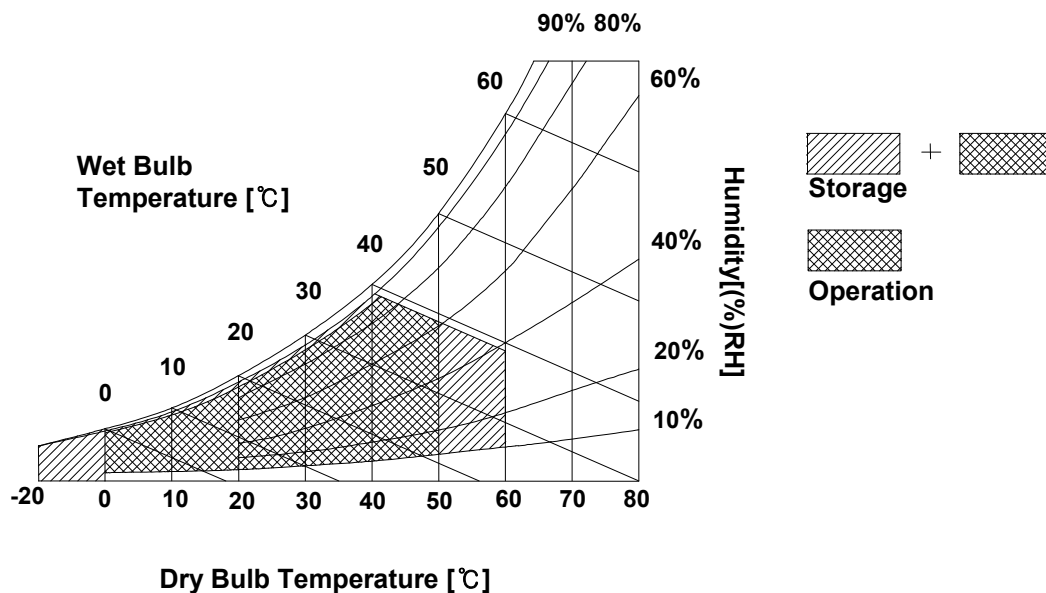 90% 80%
60
60%
Wet Bulb
Temperature [℃]
50
+
Storage
40
40%
Humidity[(%)RH]
30
Operation
20
20%
10
0
10%
-20 0 10 20 30 40 50 60 70 80
Dry Bulb Temperature [℃]